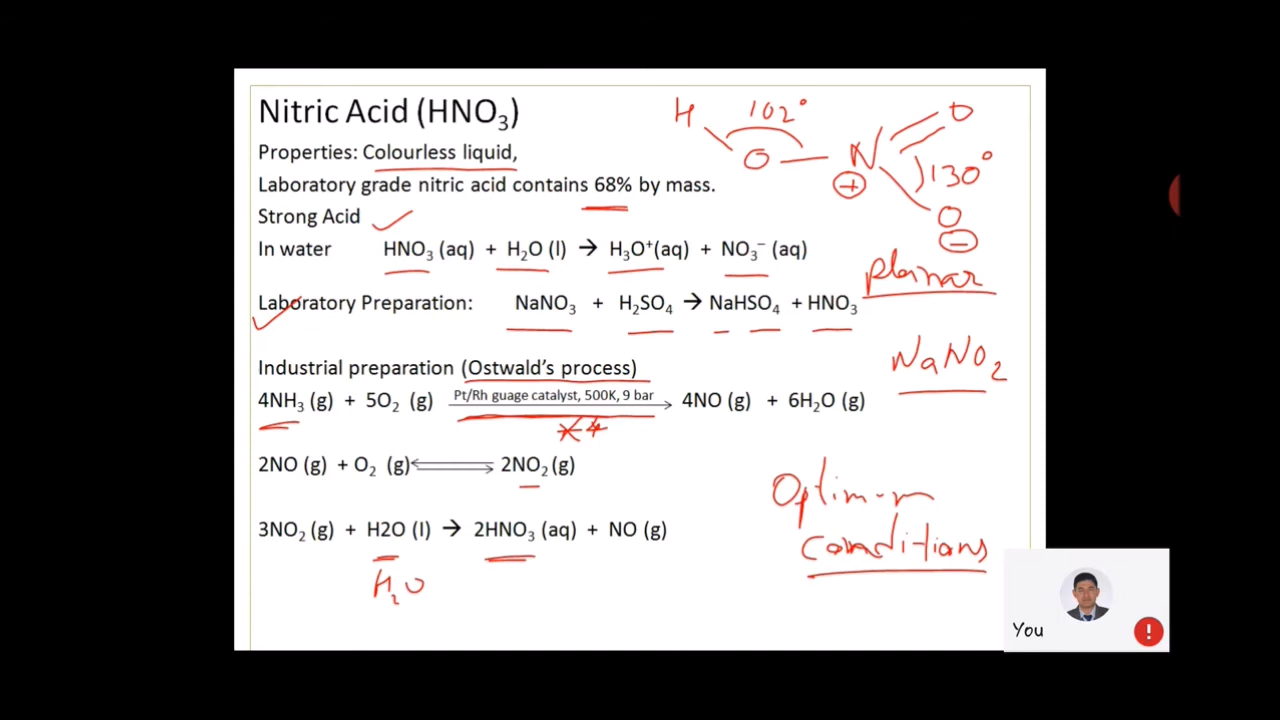 Nitric Acid (HNO₃)
Properties: Colourless liquid,
Laboratory grade nitric acid contains 68% by mass.
Strong Acid
In water HNO₃ (aq) + H₂O (l) → H₃O⁺(aq) + NO₃⁻ (aq)
Laboratory Preparation: NaNO₃ + H₂SO₄ → NaHSO₄ + HNO₃
Industrial preparation (Ostwald's process)
4NH₃ (g) + 5O₂ (g) Pt/Rh guage catalyst, 500K, 9 bar → 4NO (g) + 6H₂O (g)
2NO (g) + O₂ (g) ⇌ 2NO₂ (g)
3NO₂ (g) + H2O (l) → 2HNO₃ (aq) + NO (g)
H₂O
H 102° O
O — N 130°
+
O
−
planar
NaNO₂
Optimum
conditions
You
!